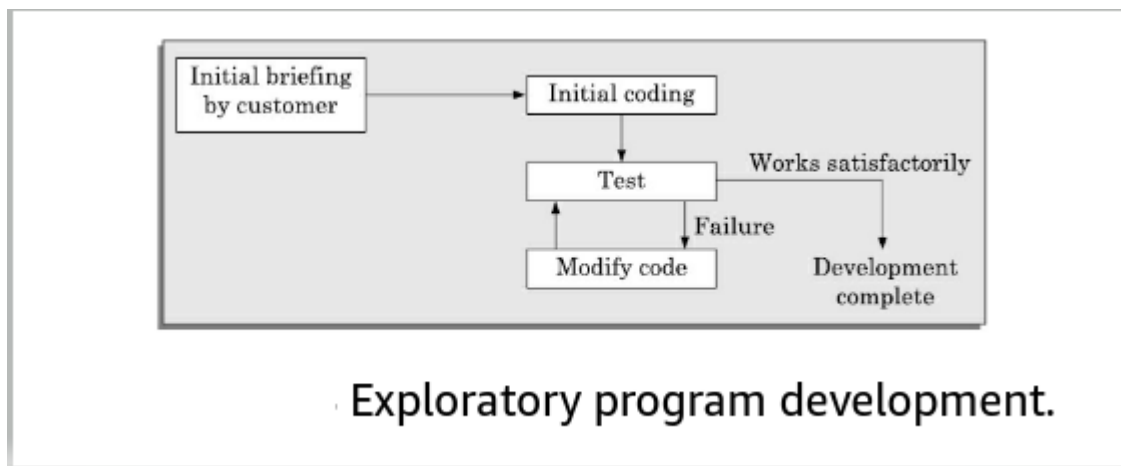 Initial briefing
by customer
Initial coding
Test
Works satisfactorily
Failure
Modify code
Development
complete
Exploratory program development.